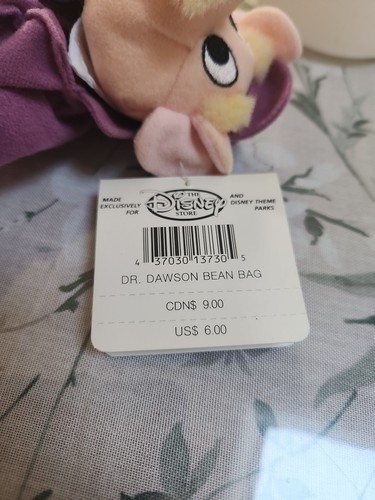 MADE EXCLUSIVELY FOR
THE
DISNEY
STORE
AND DISNEY THEME PARKS
4 37030 13730 5
DR. DAWSON BEAN BAG
CDN$ 9.00
US$ 6.00